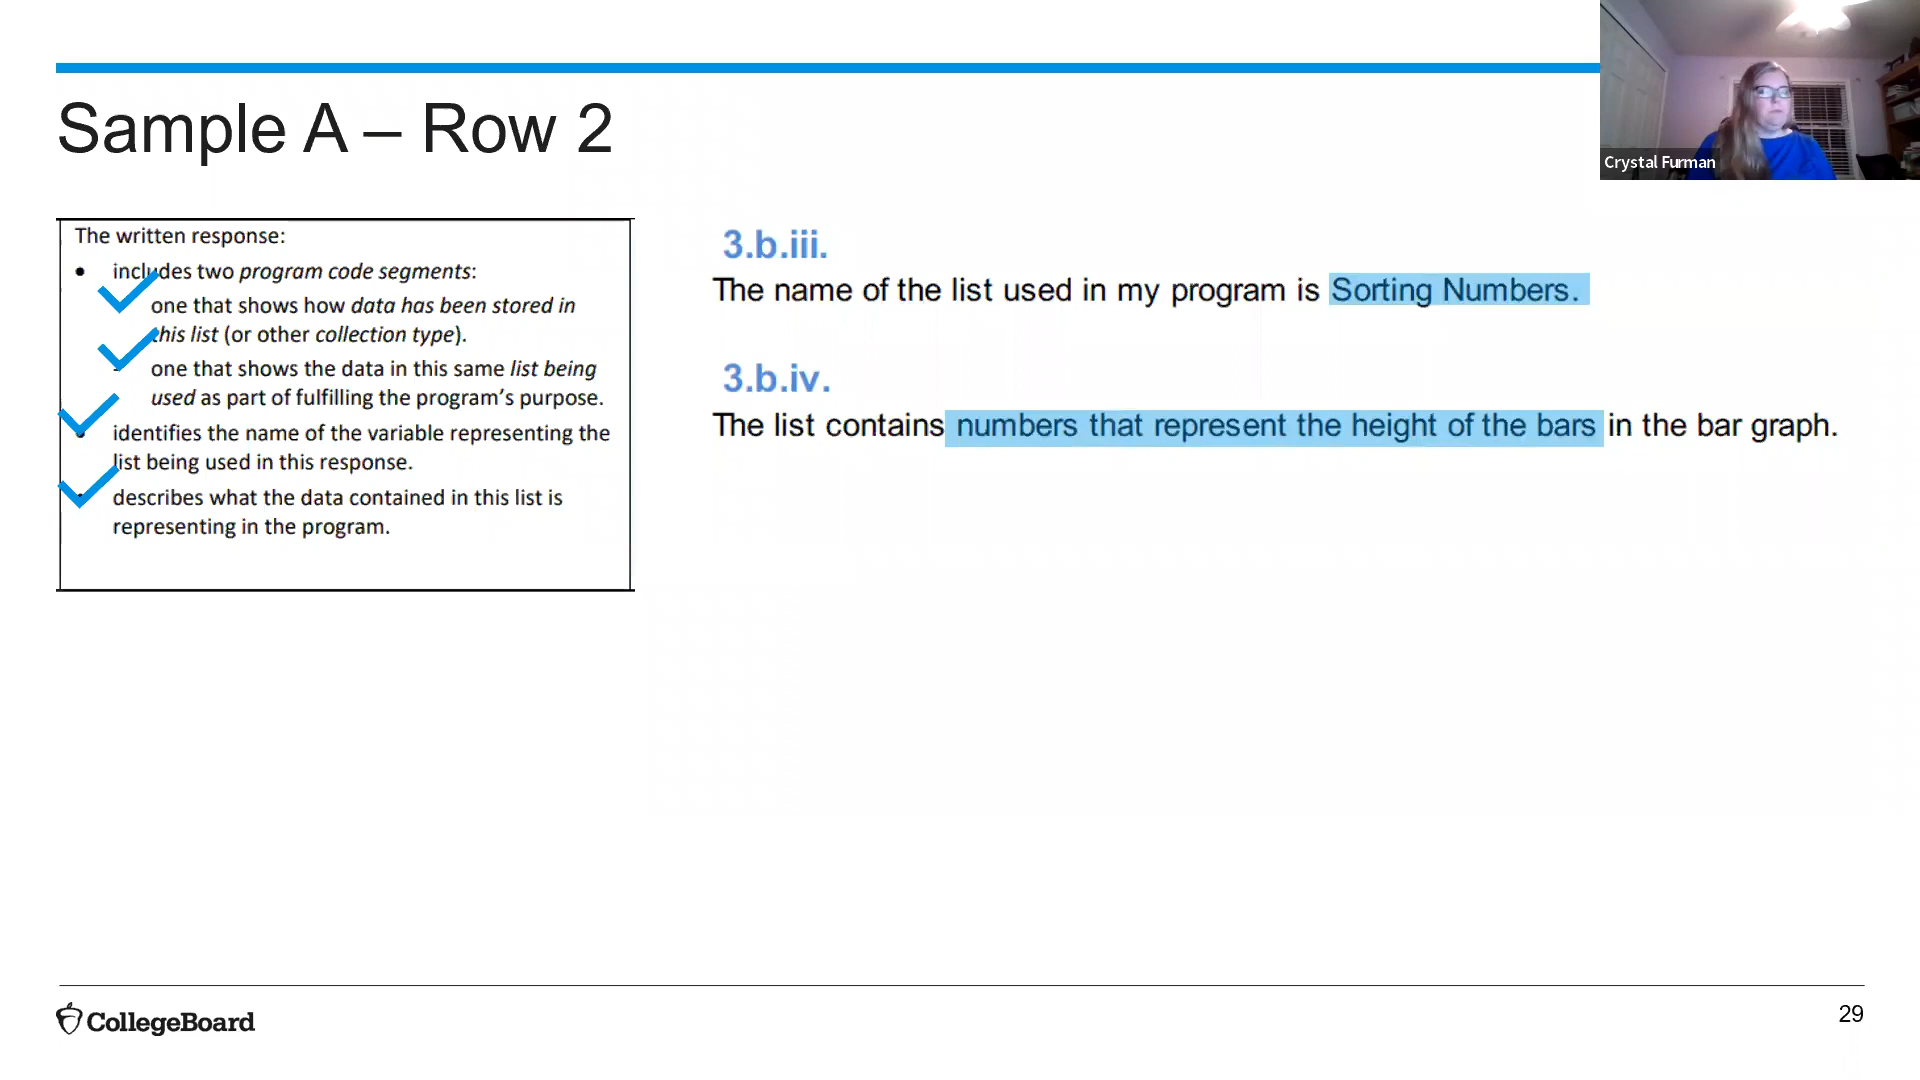 Sample A – Row 2
Crystal Furman
The written response:
• includes two program code segments:
one that shows how data has been stored in
this list (or other collection type).
- one that shows the data in this same list being
used as part of fulfilling the program's purpose.
• identifies the name of the variable representing the
list being used in this response.
• describes what the data contained in this list is
representing in the program.
3.b.iii.
The name of the list used in my program is Sorting Numbers.
3.b.iv.
The list contains numbers that represent the height of the bars in the bar graph.
CollegeBoard
29